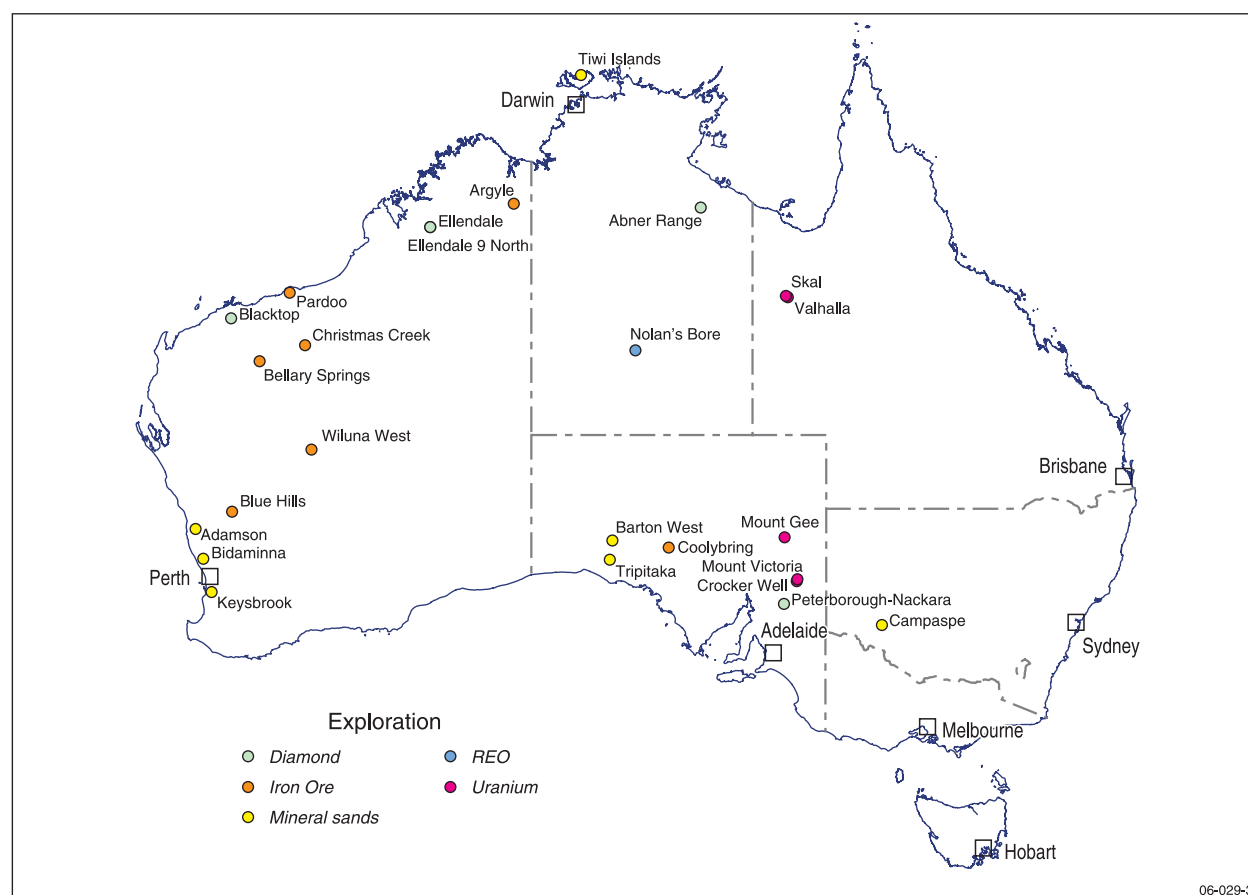 Tiwi Islands
Darwin
Argyle
Ellendale
Abner Range
Ellendale 9 North
Skal
Pardoo
Valhalla
Blacktop
Christmas Creek
Nolan's Bore
Bellary Springs
Wiluna West
Brisbane
Blue Hills
Mount Gee
Adamson
Barton West
Coolybring
Bidaminna
Tripitaka
Mount Victoria
Perth
Crocker Well
Keysbrook
Peterborough-Nackara
Campaspe
Adelaide
Sydney
Exploration
Melbourne
Diamond
REO
Iron Ore
Uranium
Mineral sands
Hobart